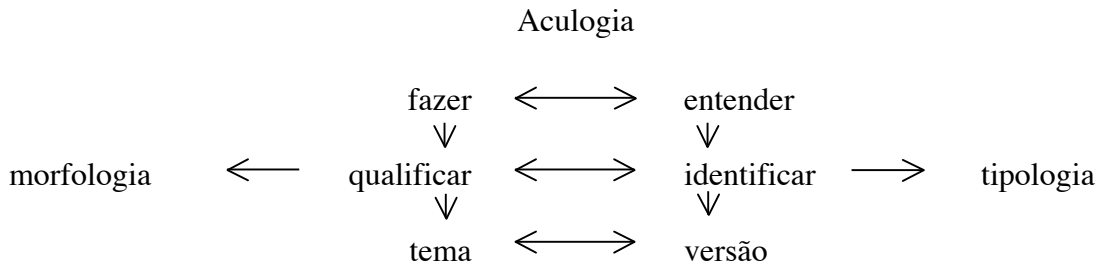 Aculogia
fazer entender
morfologia qualificar identificar tipologia
tema versão